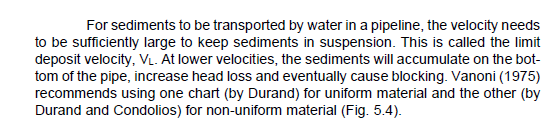 For sediments to be transported by water in a pipeline, the velocity needs
to be sufficiently large to keep sediments in suspension. This is called the limit
deposit velocity, VL. At lower velocities, the sediments will accumulate on the bot-
tom of the pipe, increase head loss and eventually cause blocking. Vanoni (1975)
recommends using one chart (by Durand) for uniform material and the other (by
Durand and Condolios) for non-uniform material (Fig. 5.4).